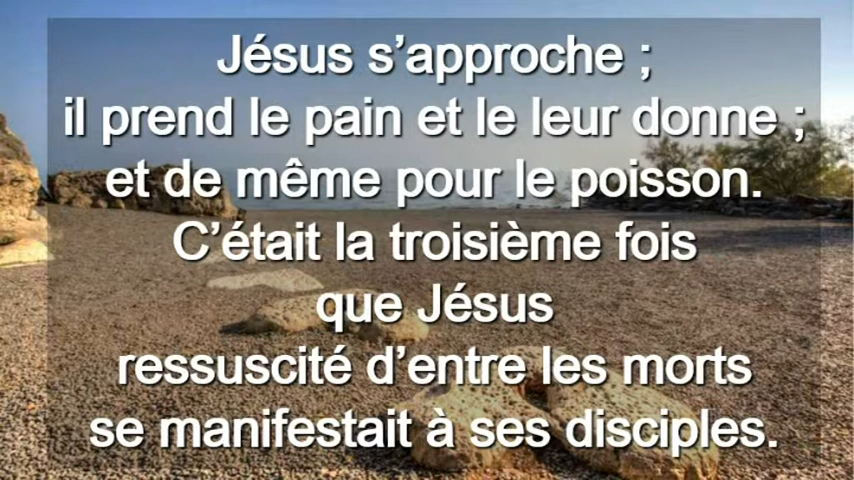 Jésus s’approche ;
il prend le pain et le leur donne ;
et de même pour le poisson.
C’était la troisième fois
que Jésus
ressuscité d’entre les morts
se manifestait à ses disciples.